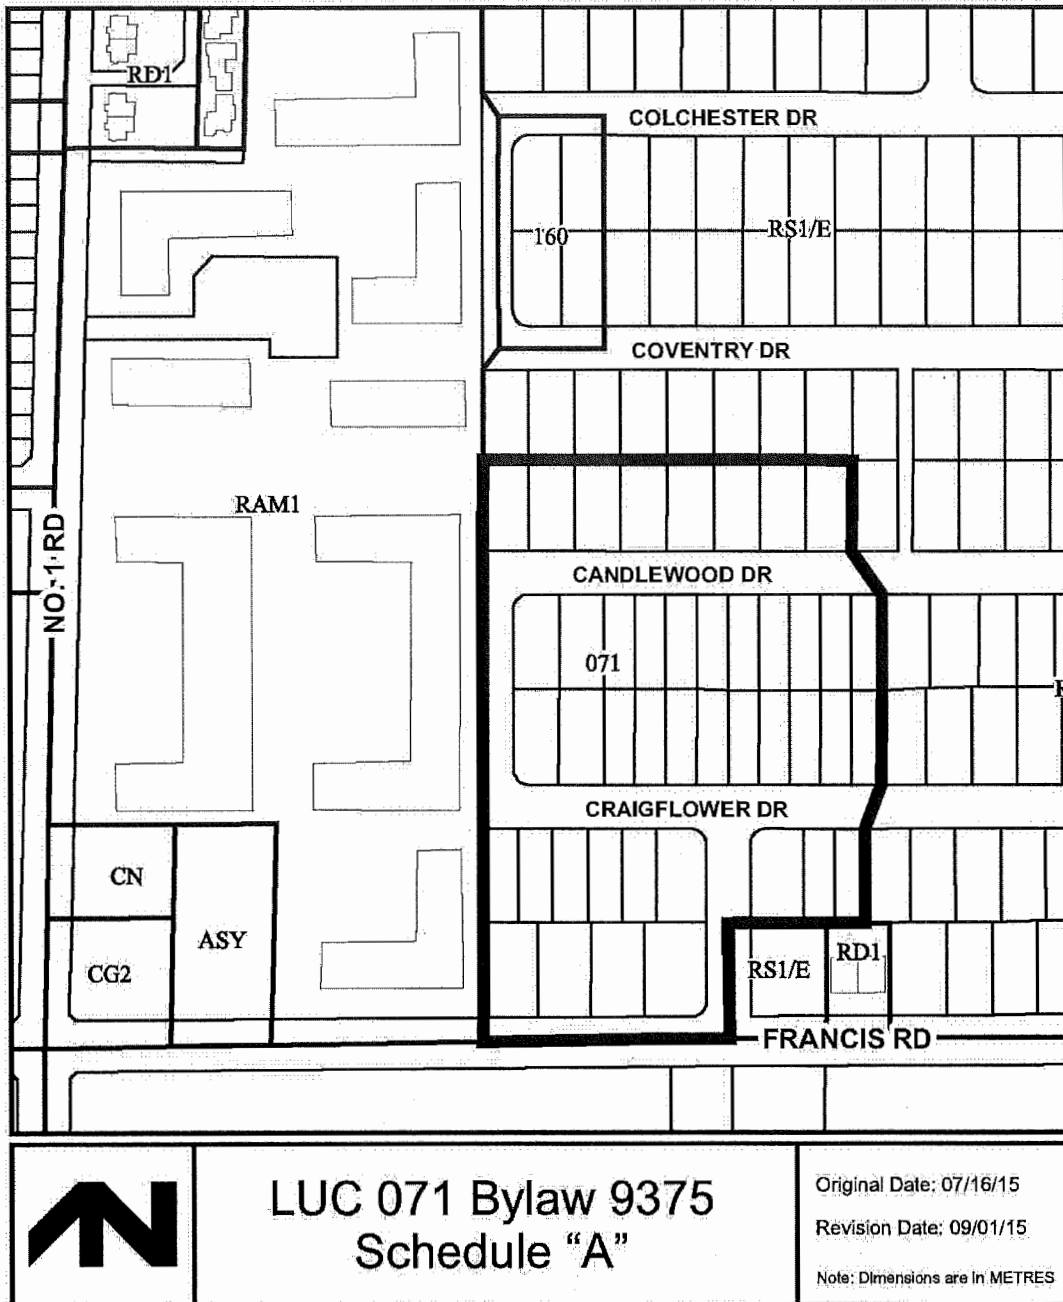 RD1
COLCHESTER DR
160
RS1/E
COVENTRY DR
RAM1
NO. 1 RD
CANDLEWOOD DR
071
CRAIGFLOWER DR
CN
ASY
CG2
RS1/E
RD1
FRANCIS RD
LUC 071 Bylaw 9375
Schedule "A"
Original Date: 07/16/15
Revision Date: 09/01/15
Note: Dimensions are in METRES